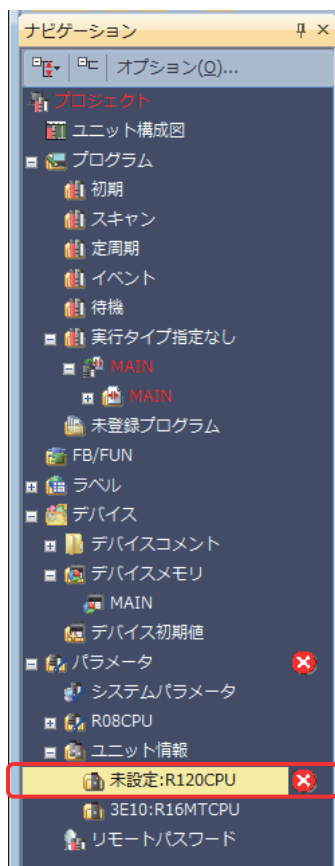 ナビゲーション
オプション(O)...
プロジェクト
ユニット構成図
プログラム
初期
スキャン
定周期
イベント
待機
実行タイプ指定なし
MAIN
MAIN
未登録プログラム
FB/FUN
ラベル
デバイス
デバイスコメント
デバイスメモリ
MAIN
デバイス初期値
パラメータ
システムパラメータ
R08CPU
ユニット情報
未設定:R120CPU
3E10:R16MTCPU
リモートパスワード